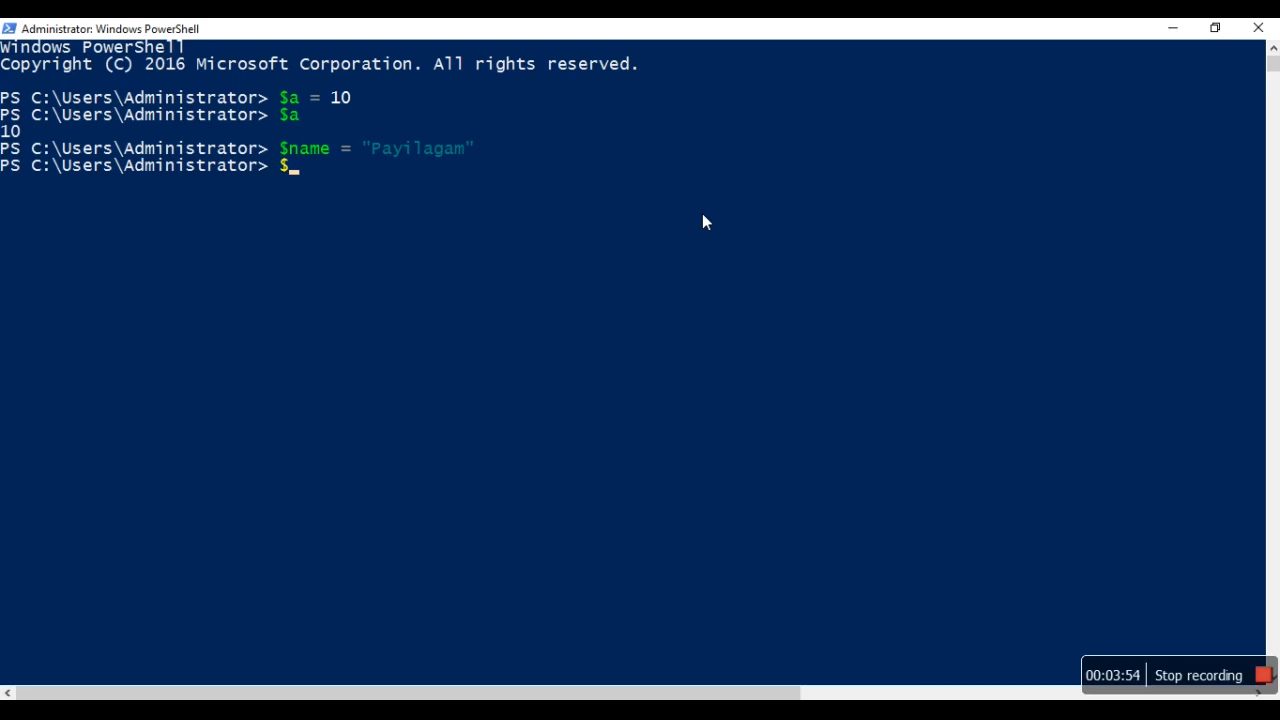 Administrator: Windows PowerShell
Windows PowerShell
Copyright (C) 2016 Microsoft Corporation. All rights reserved.
PS C:\Users\Administrator> $a = 10
PS C:\Users\Administrator> $a
10
PS C:\Users\Administrator> $name = "Payilagam"
PS C:\Users\Administrator> $_
00:03:54 Stop recording